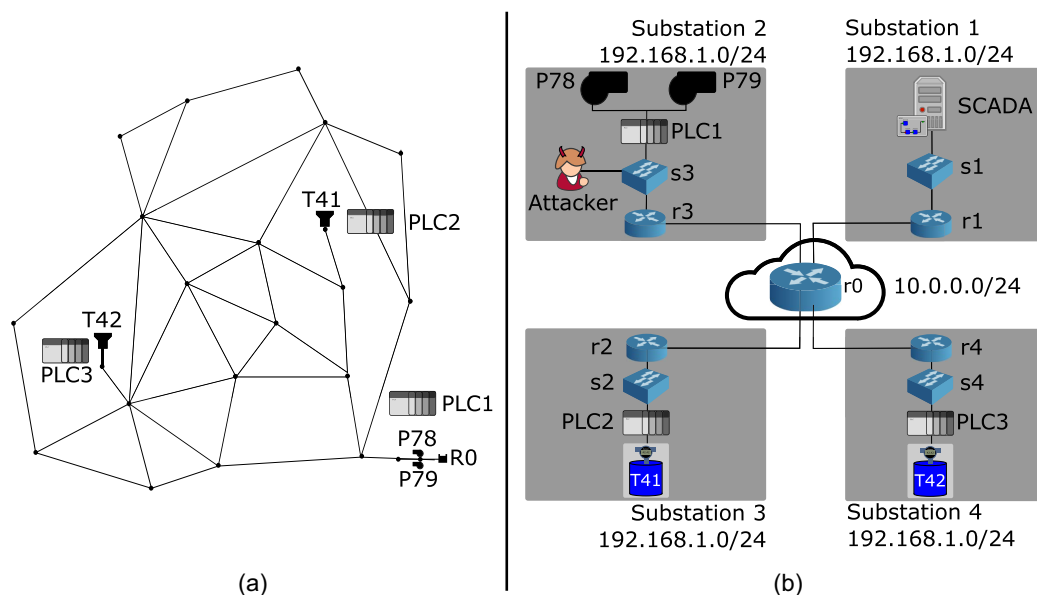 T41
PLC2
T42
PLC3
PLC1
P78
R0
P79
(a)
Substation 2
192.168.1.0/24
P78
P79
PLC1
Attacker
s3
r3
Substation 1
192.168.1.0/24
SCADA
s1
r1
r0
10.0.0.0/24
r2
s2
PLC2
T41
Substation 3
192.168.1.0/24
r4
s4
PLC3
T42
Substation 4
192.168.1.0/24
(b)